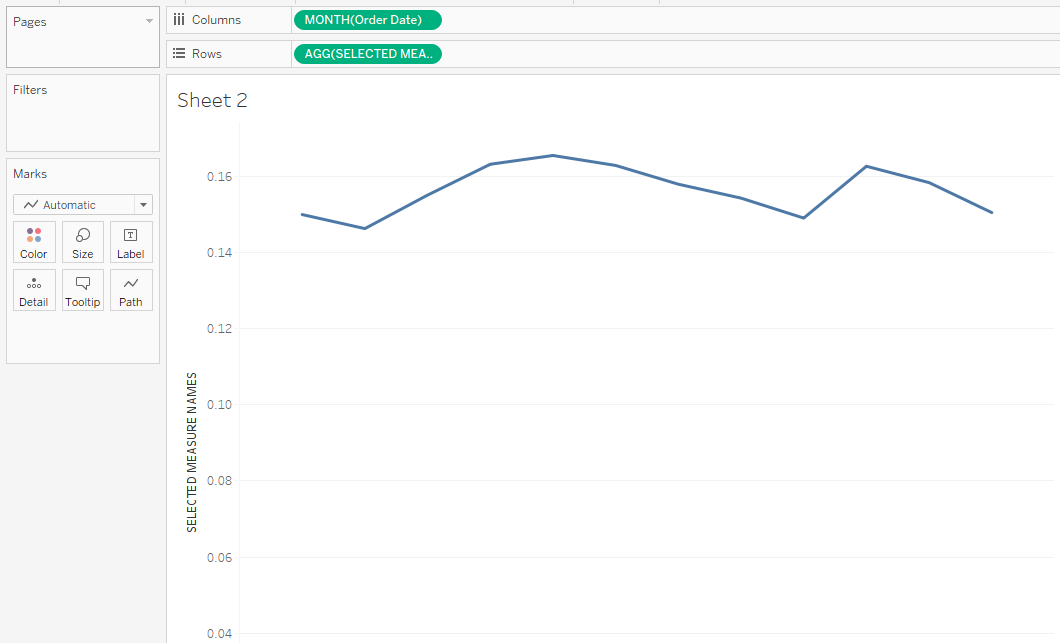 Pages
Columns
MONTH(Order Date)
Rows
AGG(SELECTED MEA..
Filters
Marks
Automatic
Color
Size
Label
Detail
Tooltip
Path
Sheet 2
SELECTED MEASURE NAMES
0.16
0.14
0.12
0.10
0.08
0.06
0.04